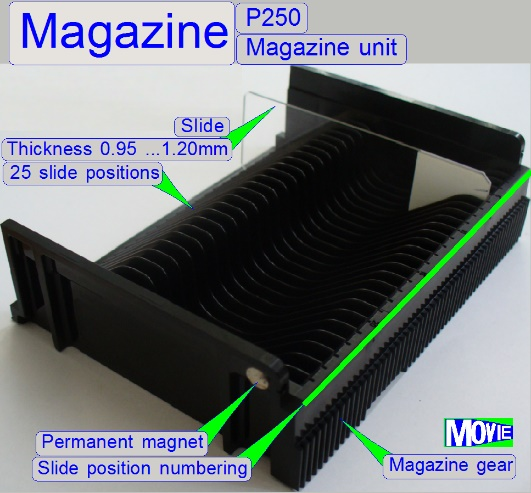 Magazine
P250
Magazine unit
Slide
Thickness 0.95 ...1.20mm
25 slide positions
Permanent magnet
Slide position numbering
Magazine gear
MOVIE